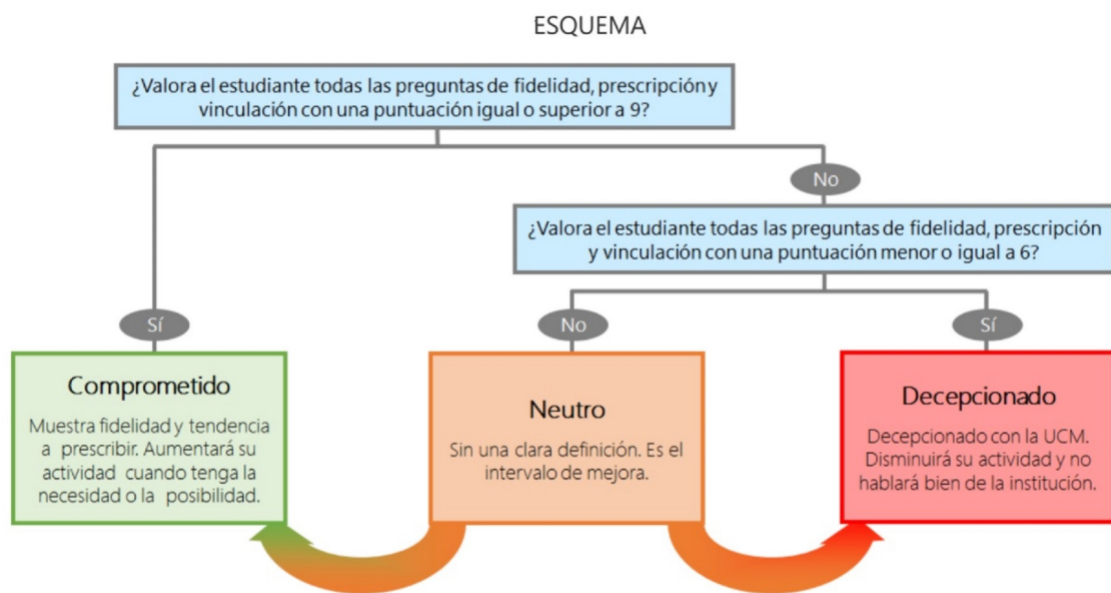 ESQUEMA
¿Valora el estudiante todas las preguntas de fidelidad, prescripción y
vinculación con una puntuación igual o superior a 9?
No
¿Valora el estudiante todas las preguntas de fidelidad, prescripción
y vinculación con una puntuación menor o igual a 6?
Sí
No
Sí
Comprometido
Muestra fidelidad y tendencia
a prescribir. Aumentará su
actividad cuando tenga la
necesidad o la posibilidad.
Neutro
Sin una clara definición. Es el
intervalo de mejora.
Decepcionado
Decepcionado con la UCM.
Disminuirá su actividad y no
hablará bien de la institución.